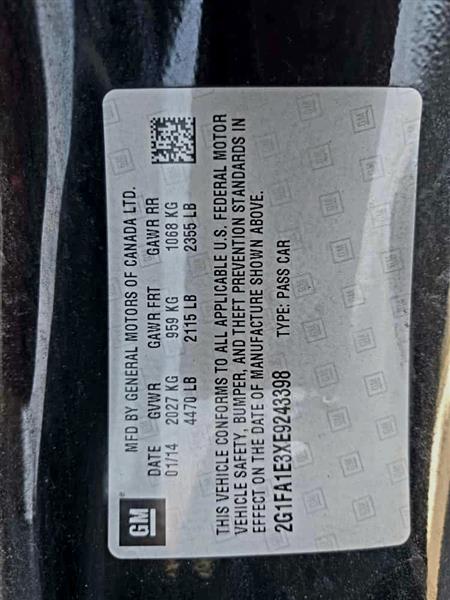 GM
MFD BY GENERAL MOTORS OF CANADA LTD.
DATE GVWR GAWR FRT GAWR RR
01/14 2027 KG 959 KG 1068 KG
4470 LB 2115 LB 2355 LB
THIS VEHICLE CONFORMS TO ALL APPLICABLE U.S. FEDERAL MOTOR
VEHICLE SAFETY, BUMPER, AND THEFT PREVENTION STANDARDS IN
EFFECT ON THE DATE OF MANUFACTURE SHOWN ABOVE.
2G1FA1E3XE9243398 TYPE: PASS CAR